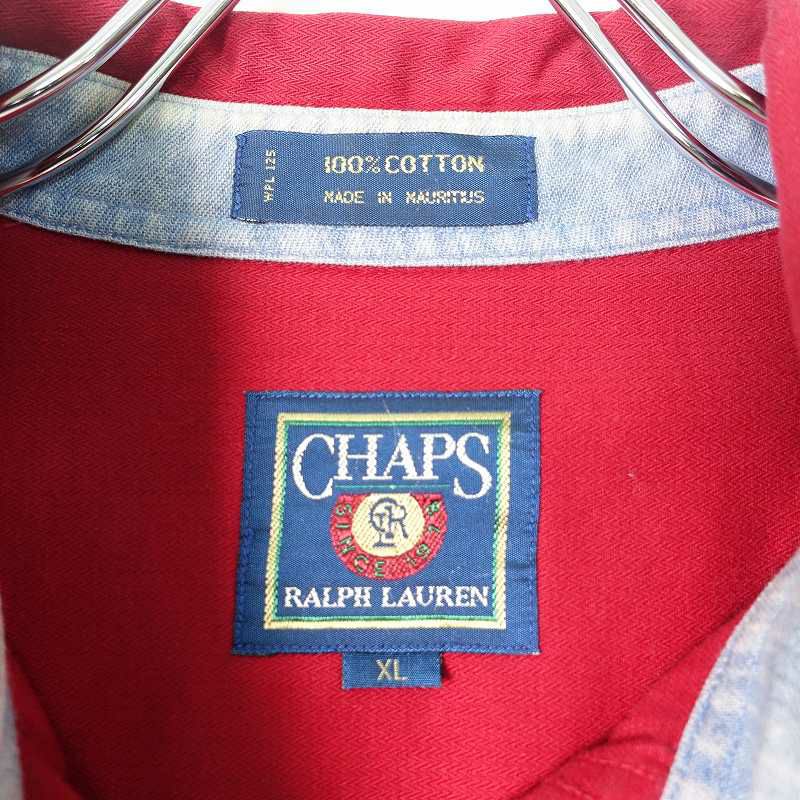 100% COTTON
WPL 125
MADE IN MAURITIUS
CHAPS
SINCE 1978
RALPH LAUREN
XL